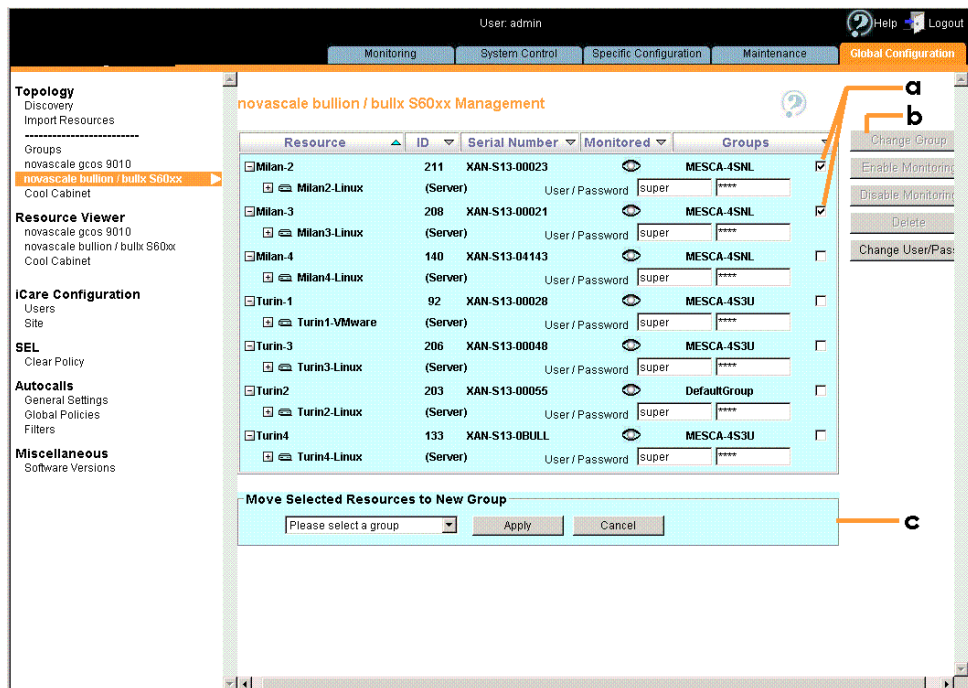 User: admin
Help Logout
Monitoring System Control Specific Configuration Maintenance Global Configuration
Topology
Discovery
Import Resources
--------------------------
Groups
novascale gcos 9010
novascale bullion / bullx S60xx
Cool Cabinet
Resource Viewer
novascale gcos 9010
novascale bullion / bullx S60xx
Cool Cabinet
iCare Configuration
Users
Site
SEL
Clear Policy
Autocalls
General Settings
Global Policies
Filters
Miscellaneous
Software Versions
novascale bullion / bullx S60xx Management
Resource ID Serial Number Monitored Groups
Milan-2 211 XAN-S13-00023 MESCA-4SNL
Milan2-Linux (Server) User / Password super ****
Milan-3 208 XAN-S13-00021 MESCA-4SNL
Milan3-Linux (Server) User / Password super ****
Milan-4 140 XAN-S13-04143 MESCA-4SNL
Milan4-Linux (Server) User / Password super ****
Turin-1 92 XAN-S13-00028 MESCA-4S3U
Turin1-VMware (Server) User / Password super ****
Turin-3 206 XAN-S13-00048 MESCA-4S3U
Turin3-Linux (Server) User / Password super ****
Turin2 203 XAN-S13-00055 DefaultGroup
Turin2-Linux (Server) User / Password super ****
Turin4 133 XAN-S13-0BULL MESCA-4S3U
Turin4-Linux (Server) User / Password super ****
Move Selected Resources to New Group
Please select a group Apply Cancel
a
b
Change Group
Enable Monitoring
Disable Monitorin
Delete
Change User/Pas
c